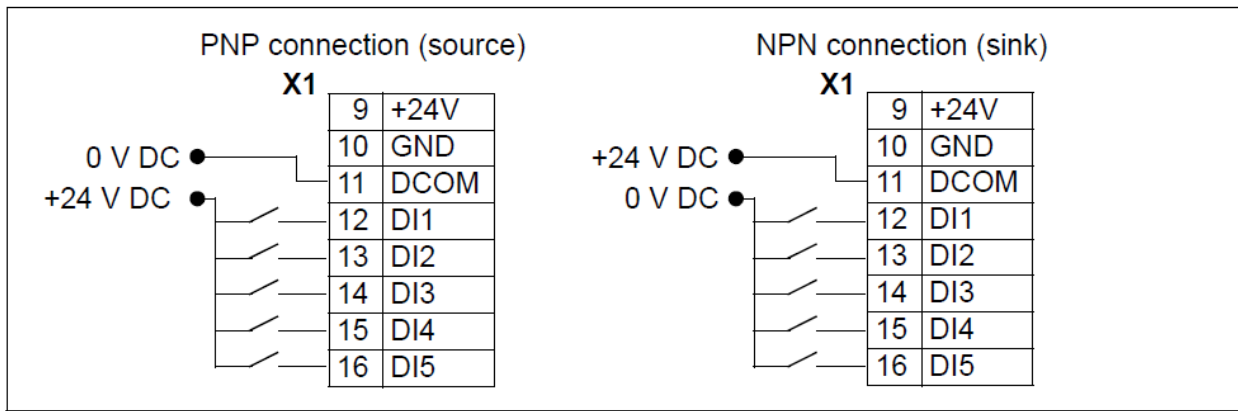 PNP connection (source)
X1
9 +24V
10 GND
11 DCOM
12 DI1
13 DI2
14 DI3
15 DI4
16 DI5
0 V DC
+24 V DC
NPN connection (sink)
X1
9 +24V
10 GND
11 DCOM
12 DI1
13 DI2
14 DI3
15 DI4
16 DI5
+24 V DC
0 V DC